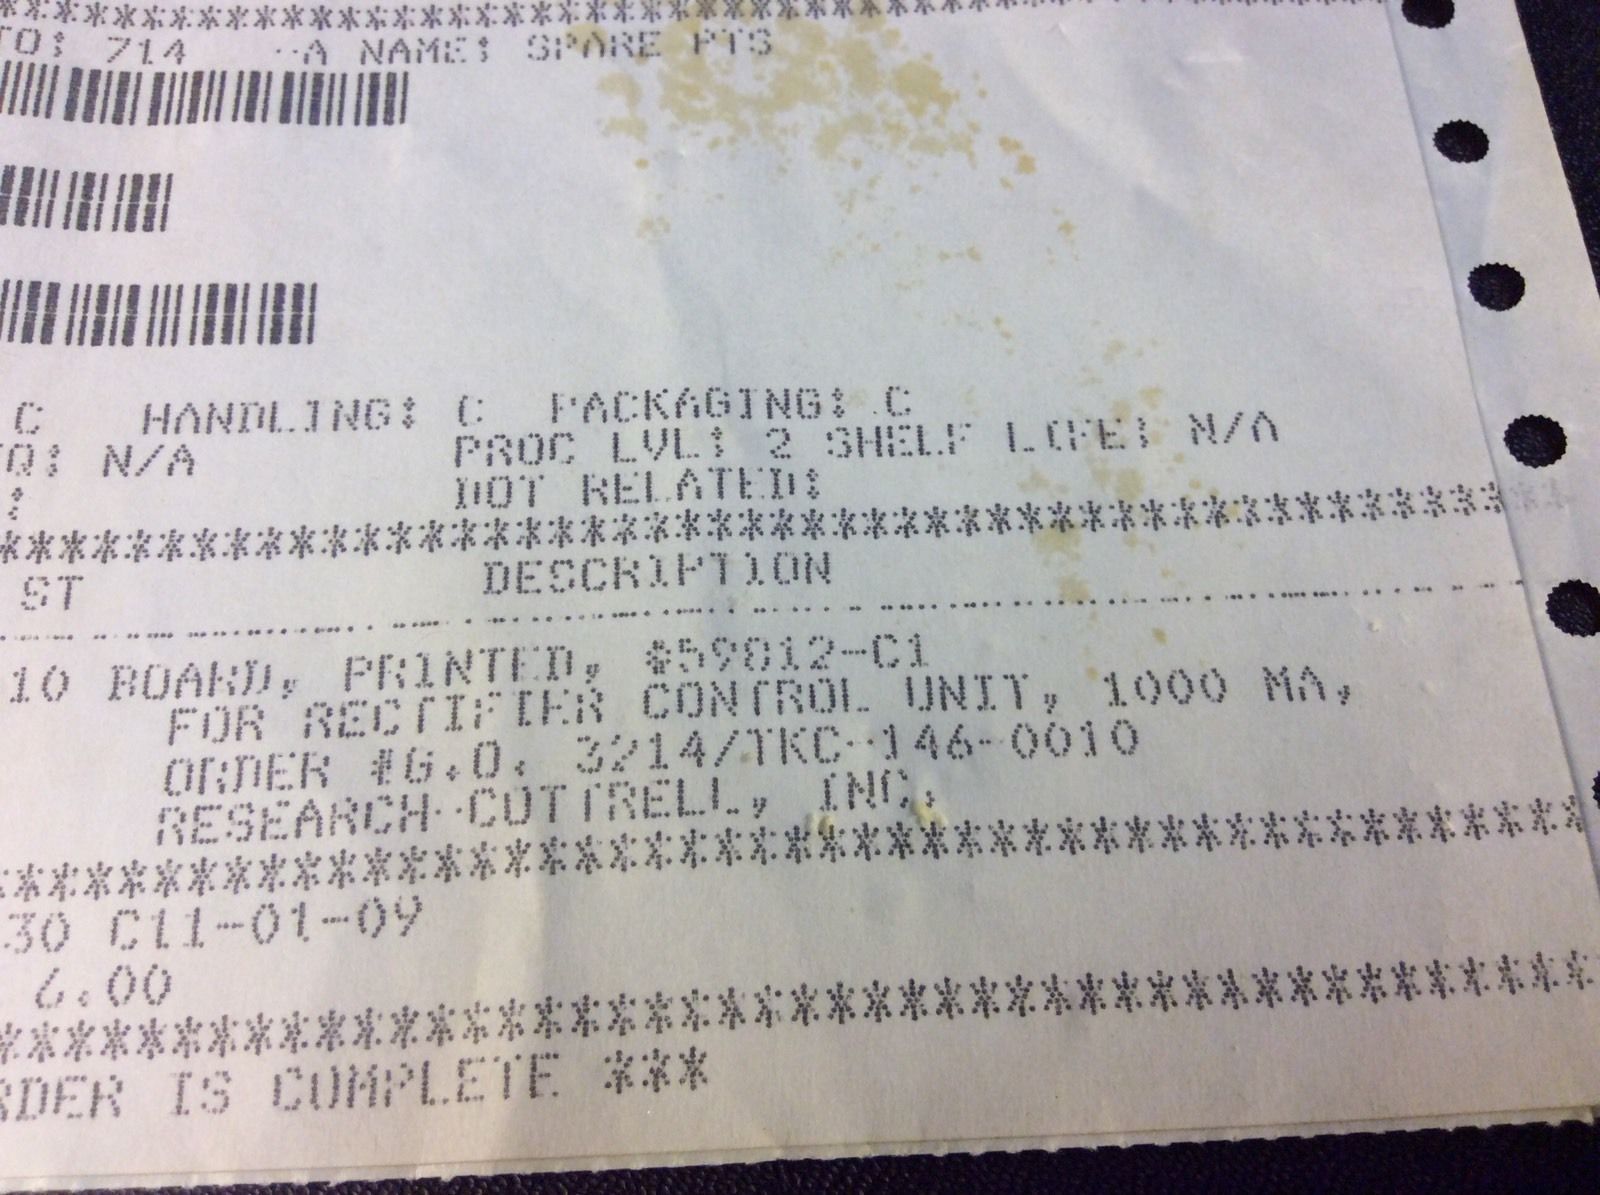 TO: 714 -A NAME: SPARE PTS
C HANDLING: C PACKAGING: C
Q: N/A PROC LVL: 2 SHELF LIFE: N/A
: DOT RELATED:
******************************************
ST DESCRIPTION
10 BOARD, PRINTED, #59812-C1
FOR RECTIFIER CONTROL UNIT, 1000 MA,
ORDER #G.O. 3214/TKC-146-0010
RESEARCH-COTTRELL, INC.
******************************************
30 C11-01-09
6.00
******************************************
RDER IS COMPLETE ***